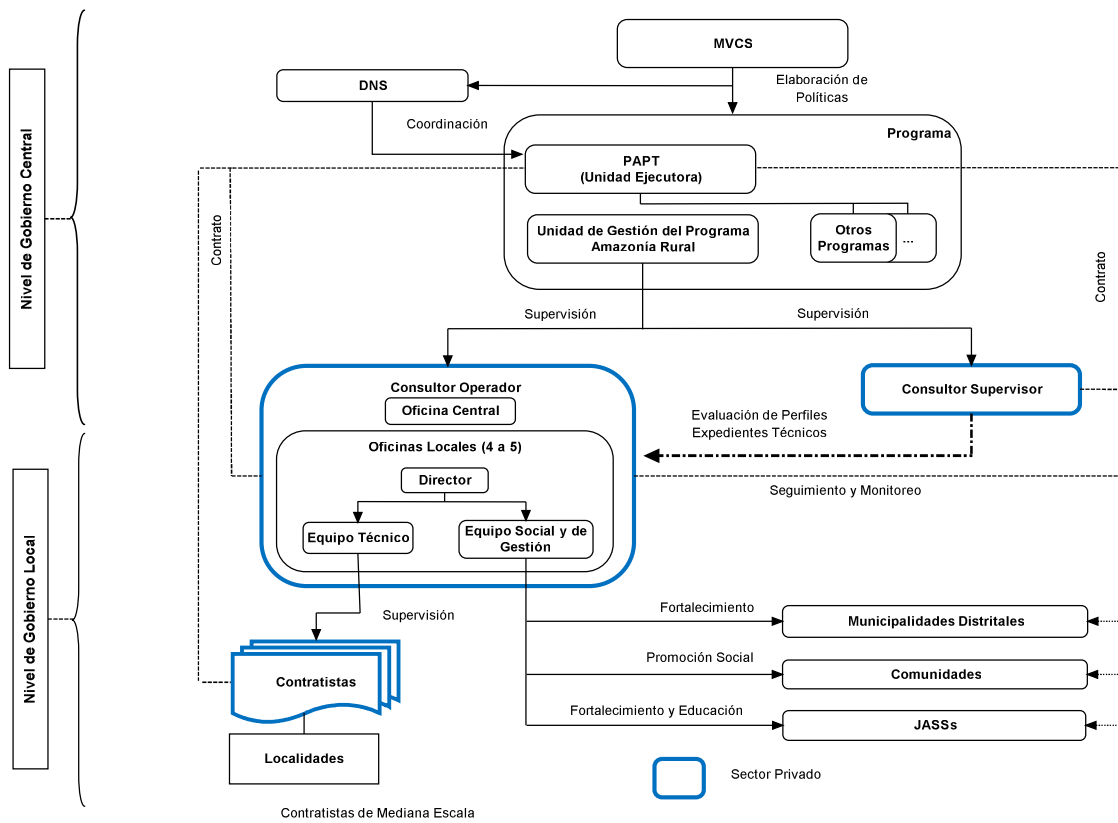 MVCS
DNS
Elaboración de
Políticas
Coordinación
Programa
PAPT
(Unidad Ejecutora)
Nivel de Gobierno Central
Contrato
Unidad de Gestión del Programa
Amazonía Rural
Otros
Programas
...
Contrato
Supervisión
Supervisión
Consultor Operador
Oficina Central
Consultor Supervisor
Evaluación de Perfiles
Expedientes Técnicos
Oficinas Locales (4 a 5)
Director
Seguimiento y Monitoreo
Equipo Técnico
Equipo Social y de
Gestión
Nivel de Gobierno Local
Supervisión
Fortalecimiento
Municipalidades Distritales
Promoción Social
Comunidades
Contratistas
Fortalecimiento y Educación
JASSs
Localidades
Sector Privado
Contratistas de Mediana Escala